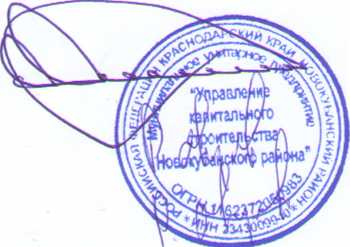 РОССИЙСКАЯ ФЕДЕРАЦИЯ КРАСНОДАРСКИЙ КРАЙ НОВОКУБАНСКИЙ РАЙОН
Муниципальное унитарное предприятие
"Управление
капитального
строительства
Новокубанского района"
ОГРН
ИНН